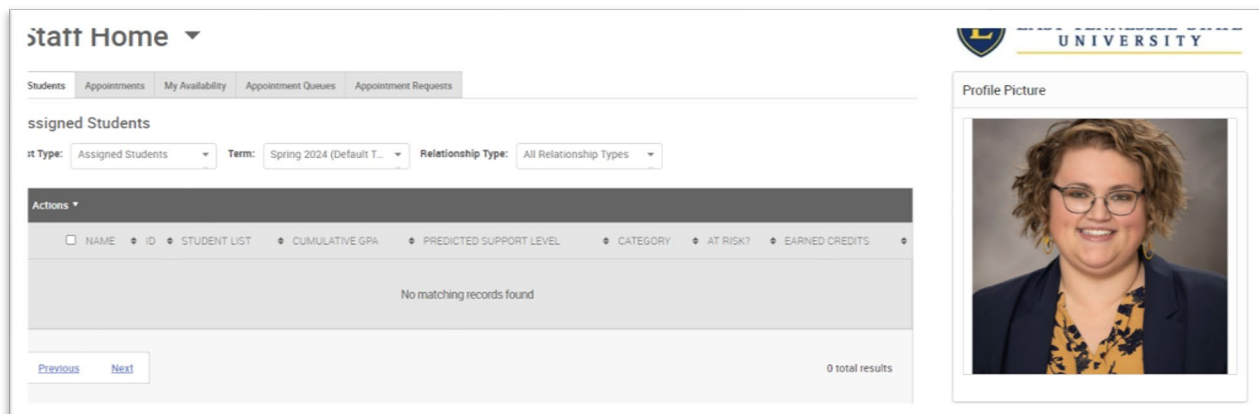 Staff Home
UNIVERSITY
Students Appointments My Availability Appointment Queues Appointment Requests
Profile Picture
ssigned Students
st Type: Assigned Students Term: Spring 2024 (Default T... Relationship Type: All Relationship Types
Actions
NAME ID STUDENT LIST CUMULATIVE GPA PREDICTED SUPPORT LEVEL CATEGORY AT RISK? EARNED CREDITS
No matching records found
Previous Next 0 total results